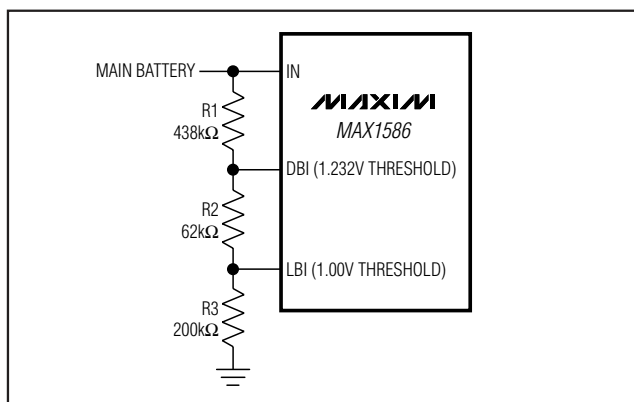 MAIN BATTERY
IN
MAXIM
MAX1586
R1
438kΩ
DBI (1.232V THRESHOLD)
R2
62kΩ
LBI (1.00V THRESHOLD)
R3
200kΩ